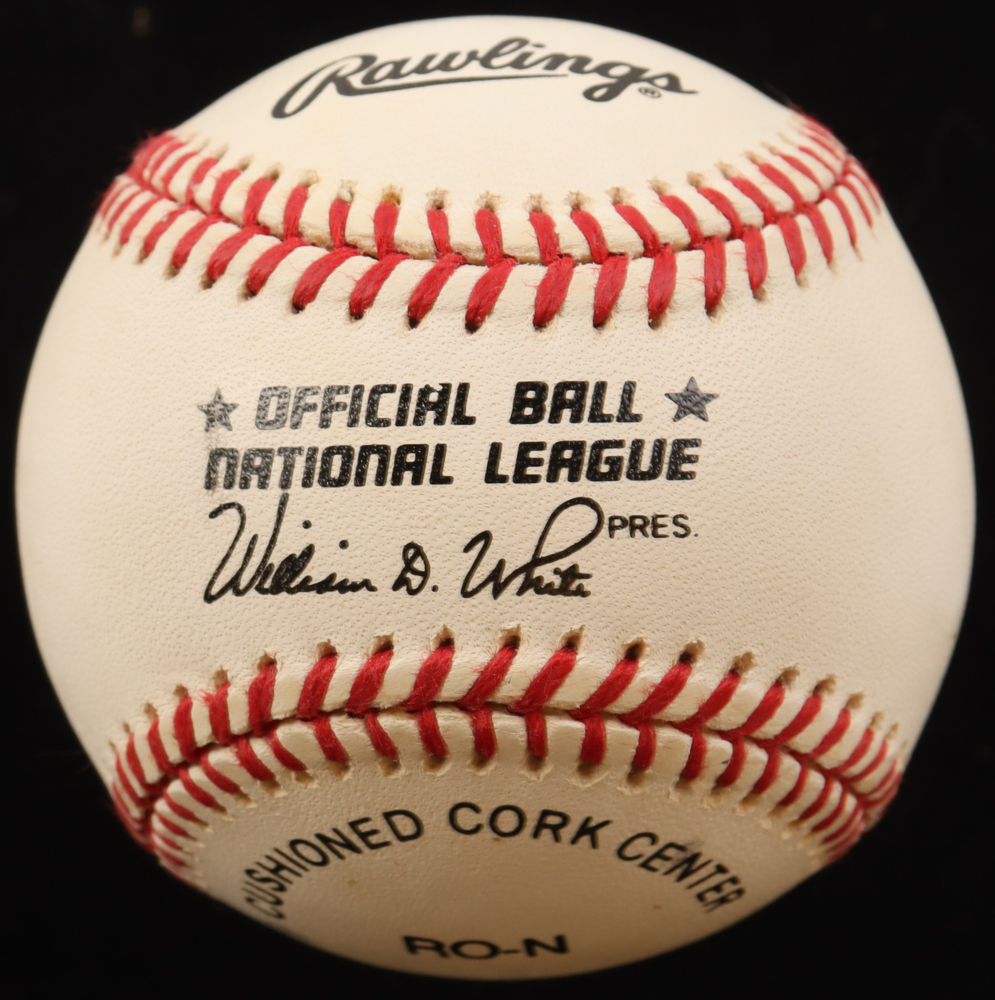 Rawlings®
★ OFFICIAL BALL ★
NATIONAL LEAGUE
William D. White PRES.
CUSHIONED CORK CENTER
RO-N